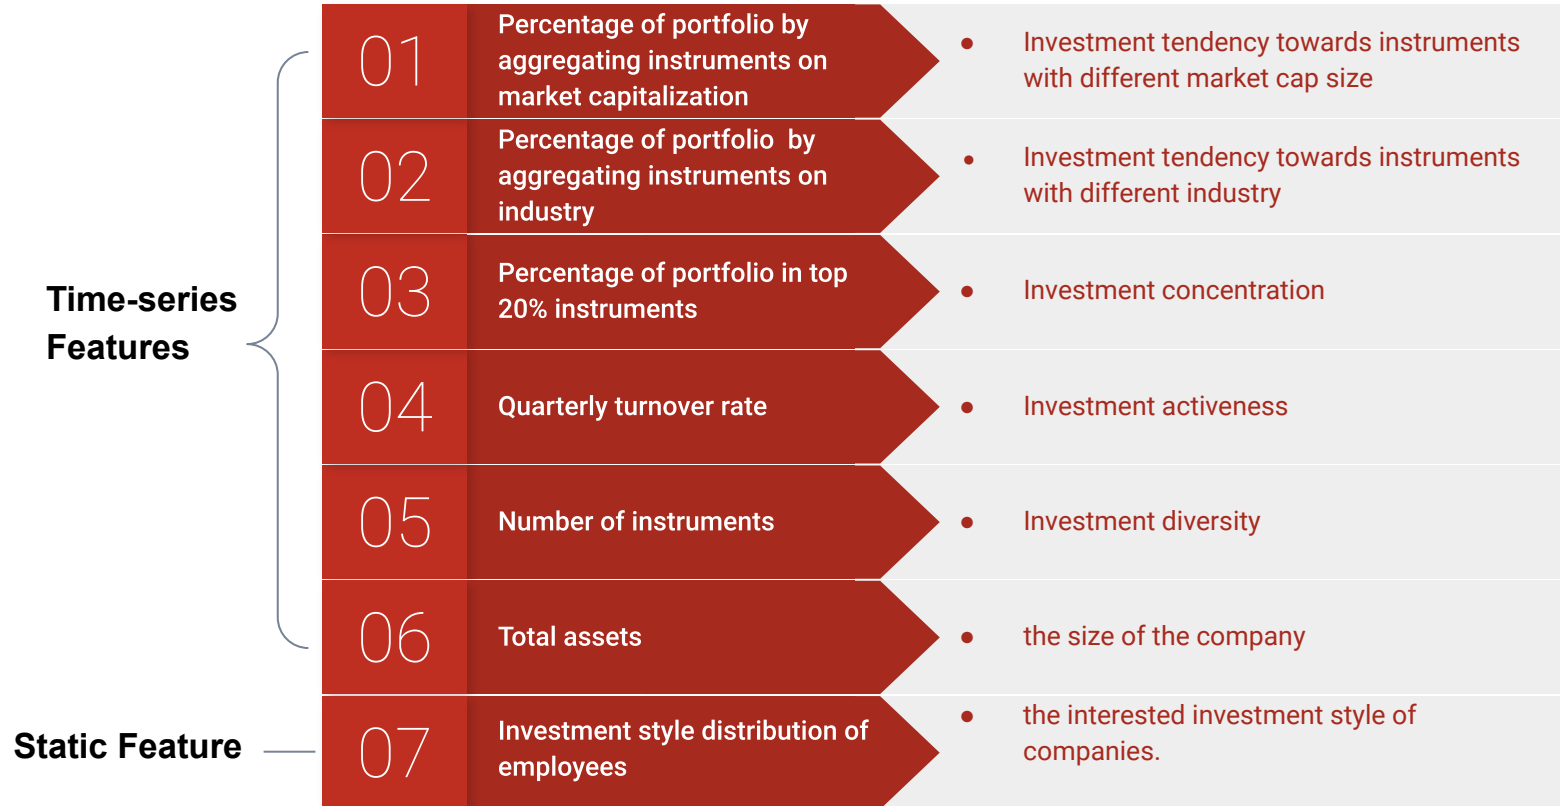 01
Percentage of portfolio by
aggregating instruments on
market capitalization
Investment tendency towards instruments
with different market cap size
02
Percentage of portfolio  by
aggregating instruments on
industry
Investment tendency towards instruments
with different industry
Time-series
Features
03
Percentage of portfolio in top
20% instruments
Investment concentration
04
Quarterly turnover rate
Investment activeness
05
Number of instruments
Investment diversity
06
Total assets
the size of the company
Static Feature
07
Investment style distribution of
employees
the interested investment style of
companies.